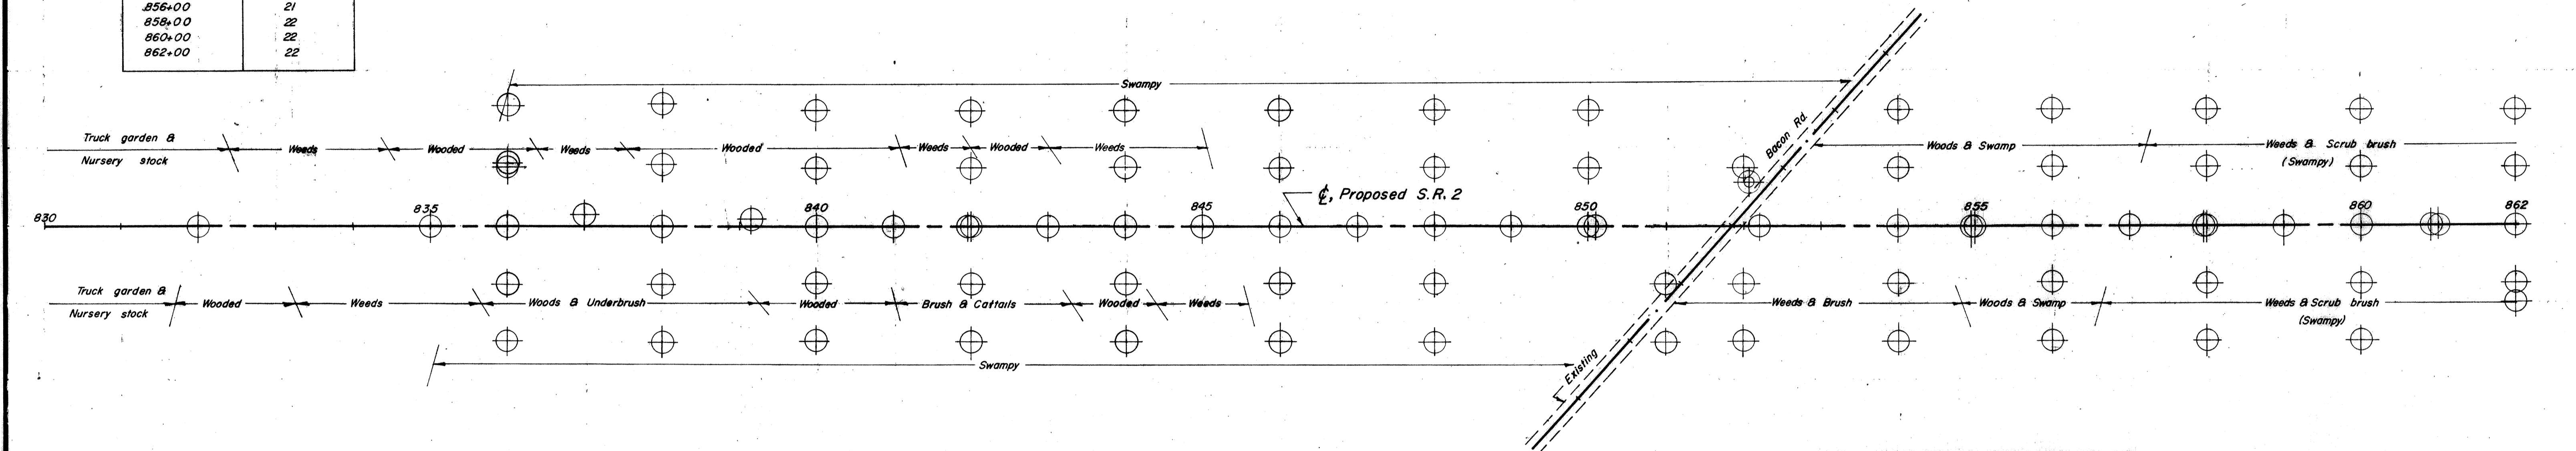 856+00 21
858+00 22
860+00 22
862+00 22
Swampy
Truck garden &
Nursery stock
Weeds
Wooded
Weeds
Wooded
Weeds
Wooded
Weeds
Bacon Rd.
Woods & Swamp
Weeds & Scrub brush
(Swampy)
℄, Proposed S.R. 2
830
835
840
845
850
855
860
862
Truck garden &
Nursery stock
Wooded
Weeds
Woods & Underbrush
Wooded
Brush & Cattails
Wooded
Weeds
Weeds & Brush
Woods & Swamp
Weeds & Scrub brush
(Swampy)
Swampy
Existing